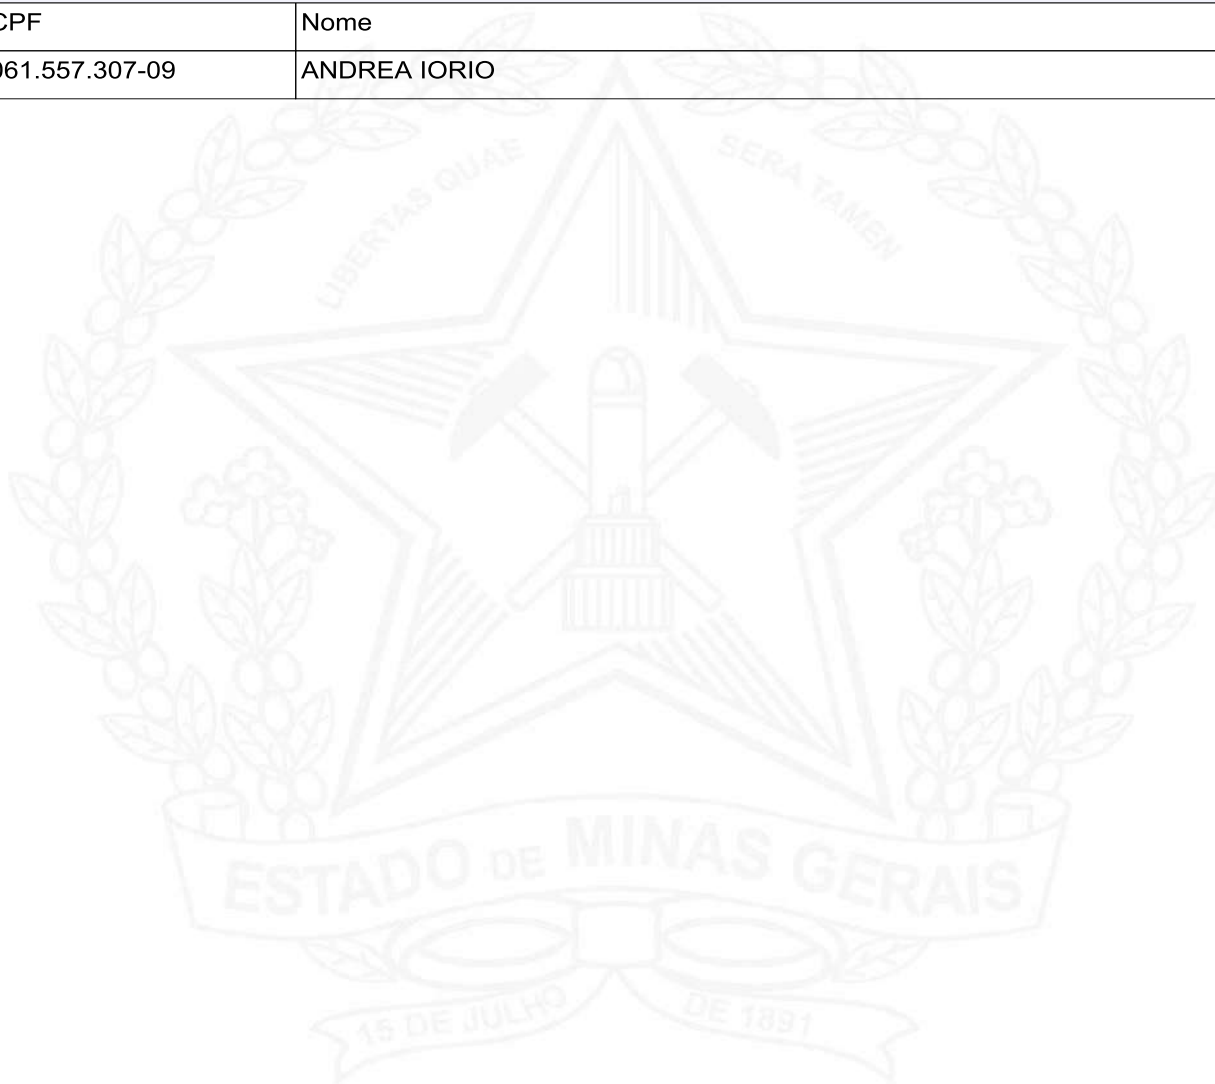 CPF Nome
061.557.307-09 ANDREA IORIO
LIBERTAS QUAE SERA TAMEN
ESTADO DE MINAS GERAIS
15 DE JULHO DE 1891